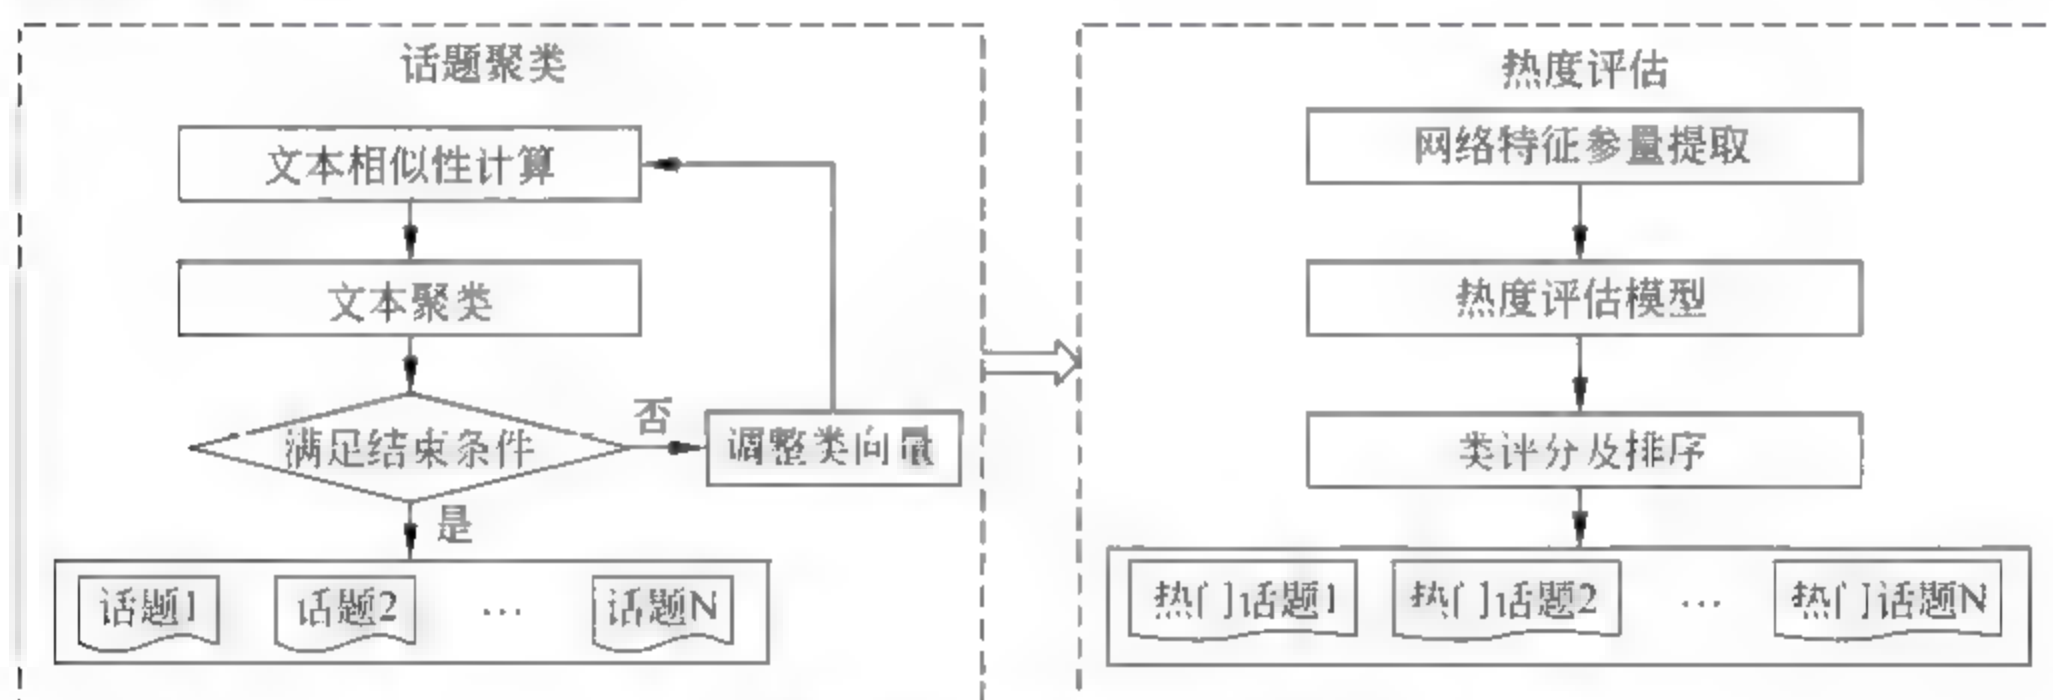 话题聚类
文本相似性计算
文本聚类
满足结束条件
否
调整类向量
是
话题1
话题2
…
话题N
热度评估
网络特征参量提取
热度评估模型
类评分及排序
热门话题1
热门话题2
…
热门话题N